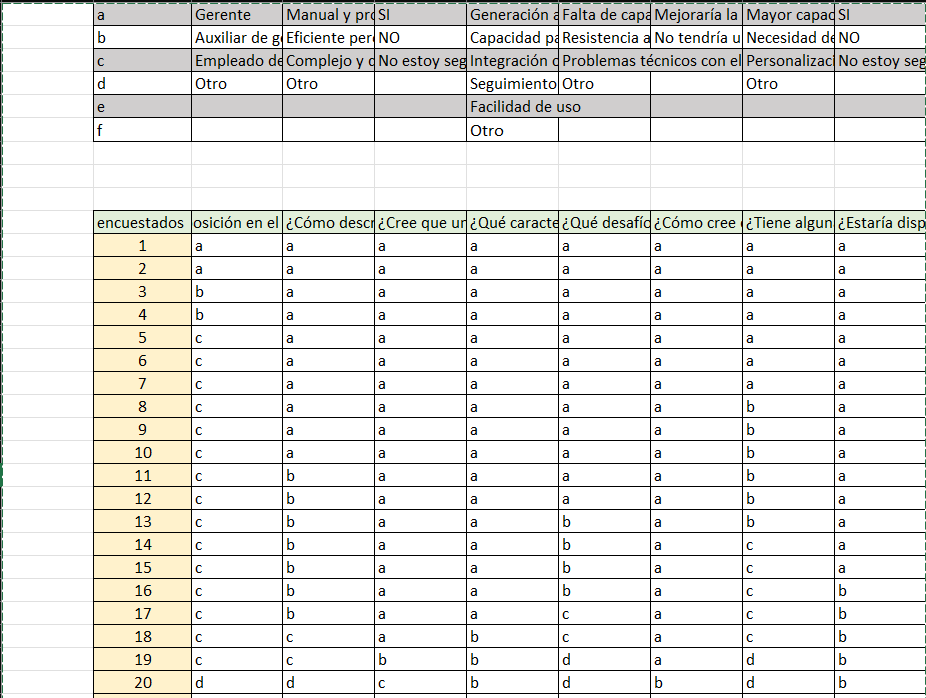 a Gerente Manual y pro SI Generación a Falta de capa Mejoraría la Mayor capac SI
b Auxiliar de ge Eficiente per NO Capacidad pa Resistencia a No tendría u Necesidad de NO
c Empleado de Complejo y d No estoy seg Integración c Problemas técnicos con el Personalizaci No estoy seg
d Otro Otro Seguimiento Otro Otro
e Facilidad de uso
f Otro
encuestados osición en el ¿Cómo descr ¿Cree que un ¿Qué caracte ¿Qué desafío ¿Cómo cree ¿Tiene algun ¿Estaría disp
1 a a a a a a a a
2 a a a a a a a a
3 b a a a a a a a
4 b a a a a a a a
5 c a a a a a a a
6 c a a a a a a a
7 c a a a a a a a
8 c a a a a a b a
9 c a a a a a b a
10 c a a a a a b a
11 c b a a a a b a
12 c b a a a a b a
13 c b a a b a b a
14 c b a a b a c a
15 c b a a b a c a
16 c b a a b a c b
17 c b a a c a c b
18 c c a b c a c b
19 c c b b d a d b
20 d d c b d b d b